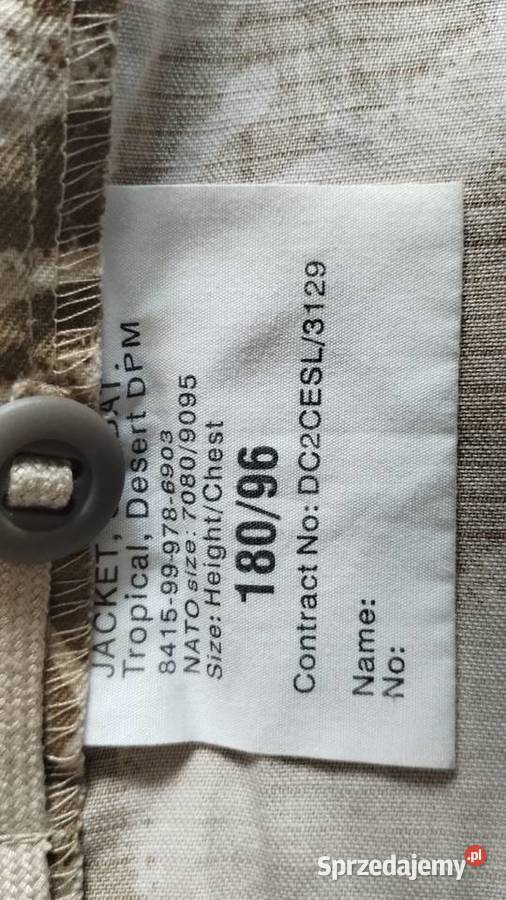 JACKET,
Tropical, Desert DPM
8415-99-978-6903
NATO size: 7080/9095
Size: Height/Chest
180/96
Contract No: DC2CESL/3129
Name:
No:
Sprzedajemy.pl